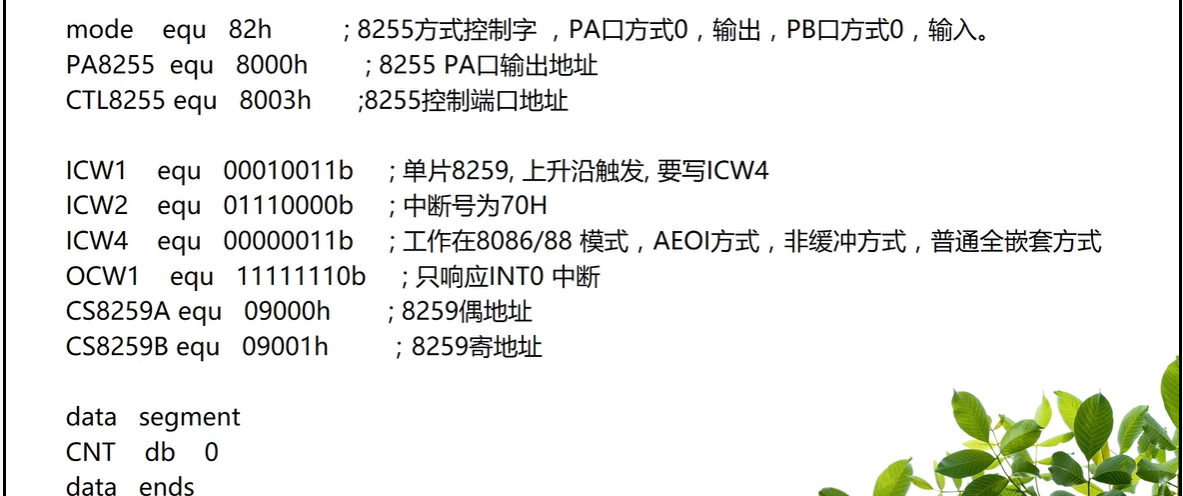 mode equ 82h ; 8255方式控制字 ，PA口方式0，输出，PB口方式0，输入。
PA8255 equ 8000h ; 8255 PA口输出地址
CTL8255 equ 8003h ;8255控制端口地址
ICW1 equ 00010011b ; 单片8259, 上升沿触发, 要写ICW4
ICW2 equ 01110000b ; 中断号为70H
ICW4 equ 00000011b ; 工作在8086/88 模式，AEOI方式，非缓冲方式，普通全嵌套方式
OCW1 equ 11111110b ; 只响应INT0 中断
CS8259A equ 09000h ; 8259偶地址
CS8259B equ 09001h ; 8259寄地址
data segment
CNT db 0
data ends